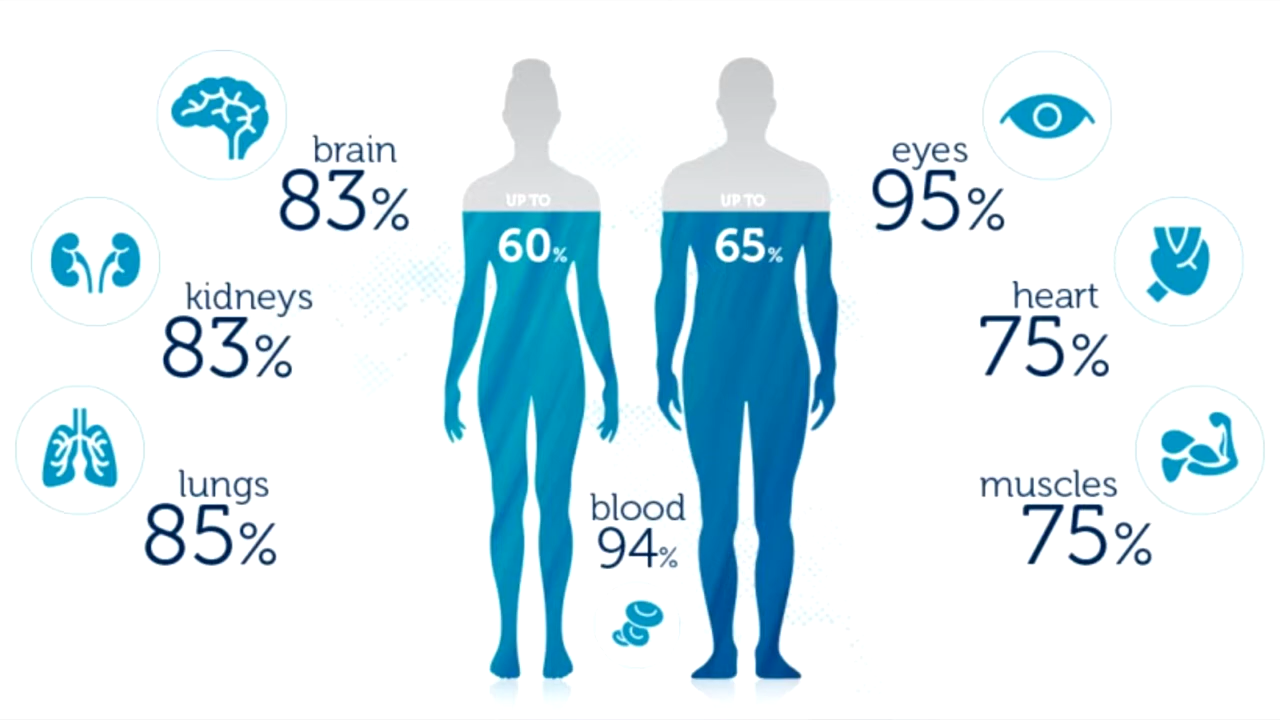 brain
83%
kidneys
83%
lungs
85%
UP TO
60%
UP TO
65%
blood
94%
eyes
95%
heart
75%
muscles
75%